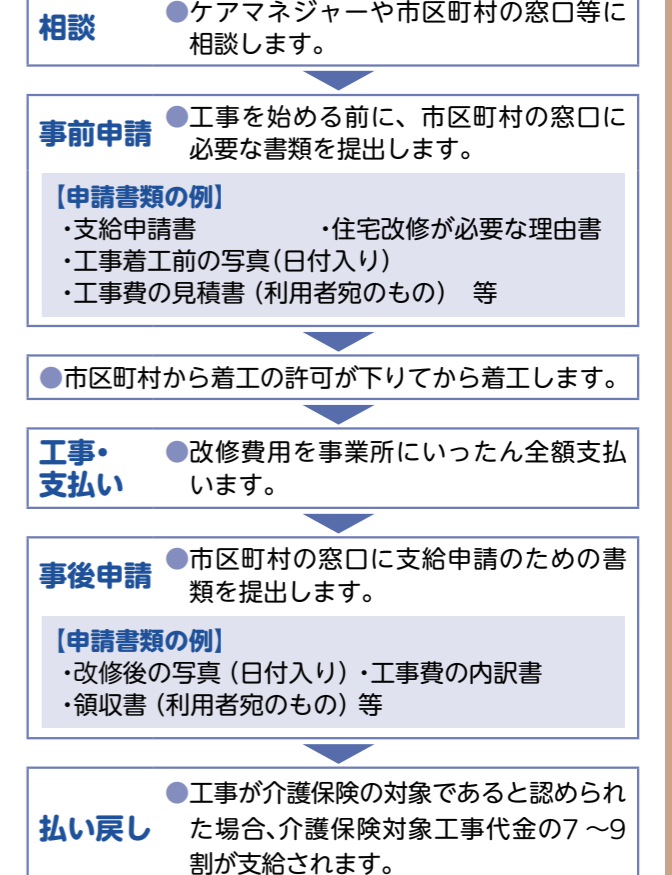 相談
●ケアマネジャーや市区町村の窓口等に
相談します。
事前申請
●工事を始める前に、市区町村の窓口に
必要な書類を提出します。
【申請書類の例】
・支給申請書　・住宅改修が必要な理由書
・工事着工前の写真（日付入り）
・工事費の見積書（利用者宛のもの）　等
●市区町村から着工の許可が下りてから着工します。
工事・
支払い
●改修費用を事業所にいったん全額支払
います。
事後申請
●市区町村の窓口に支給申請のための書
類を提出します。
【申請書類の例】
・改修後の写真（日付入り）・工事費の内訳書
・領収書（利用者宛のもの）等
払い戻し
●工事が介護保険の対象であると認められ
た場合、介護保険対象工事代金の7～9
割が支給されます。